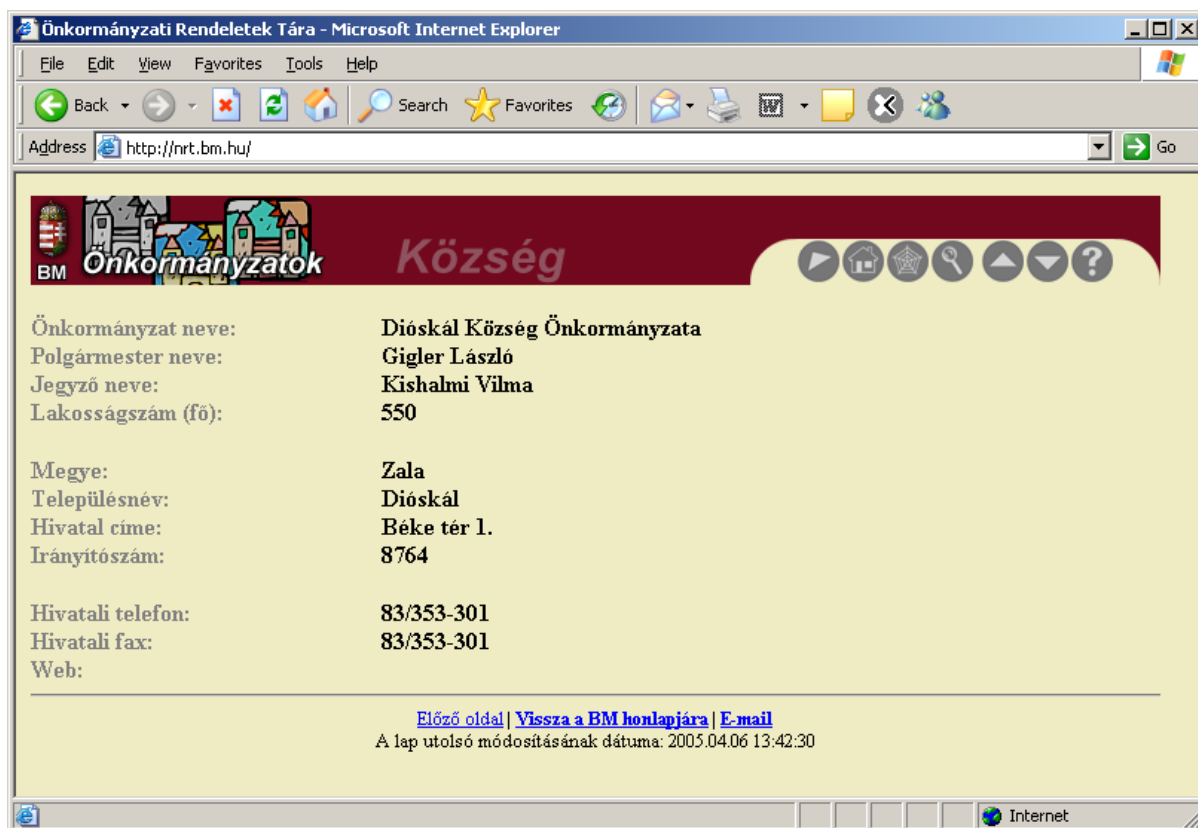 Önkormányzati Rendeletek Tára - Microsoft Internet Explorer
File Edit View Favorites Tools Help
Back Search Favorites
Address http://nrt.bm.hu/ Go
BM Önkormányzatok Község
Önkormányzat neve: Dióskál Község Önkormányzata
Polgármester neve: Gigler László
Jegyző neve: Kishalmi Vilma
Lakosságszám (fő): 550
Megye: Zala
Településnév: Dióskál
Hivatal címe: Béke tér 1.
Irányítószám: 8764
Hivatali telefon: 83/353-301
Hivatali fax: 83/353-301
Web:
Előző oldal | Vissza a BM honlapjára | E-mail
A lap utolsó módosításának dátuma: 2005.04.06 13:42:30
Internet